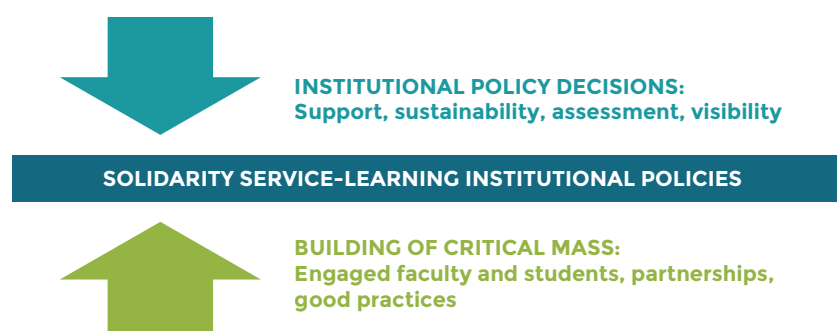 INSTITUTIONAL POLICY DECISIONS:
Support, sustainability, assessment, visibility
SOLIDARITY SERVICE-LEARNING INSTITUTIONAL POLICIES
BUILDING OF CRITICAL MASS:
Engaged faculty and students, partnerships,
good practices